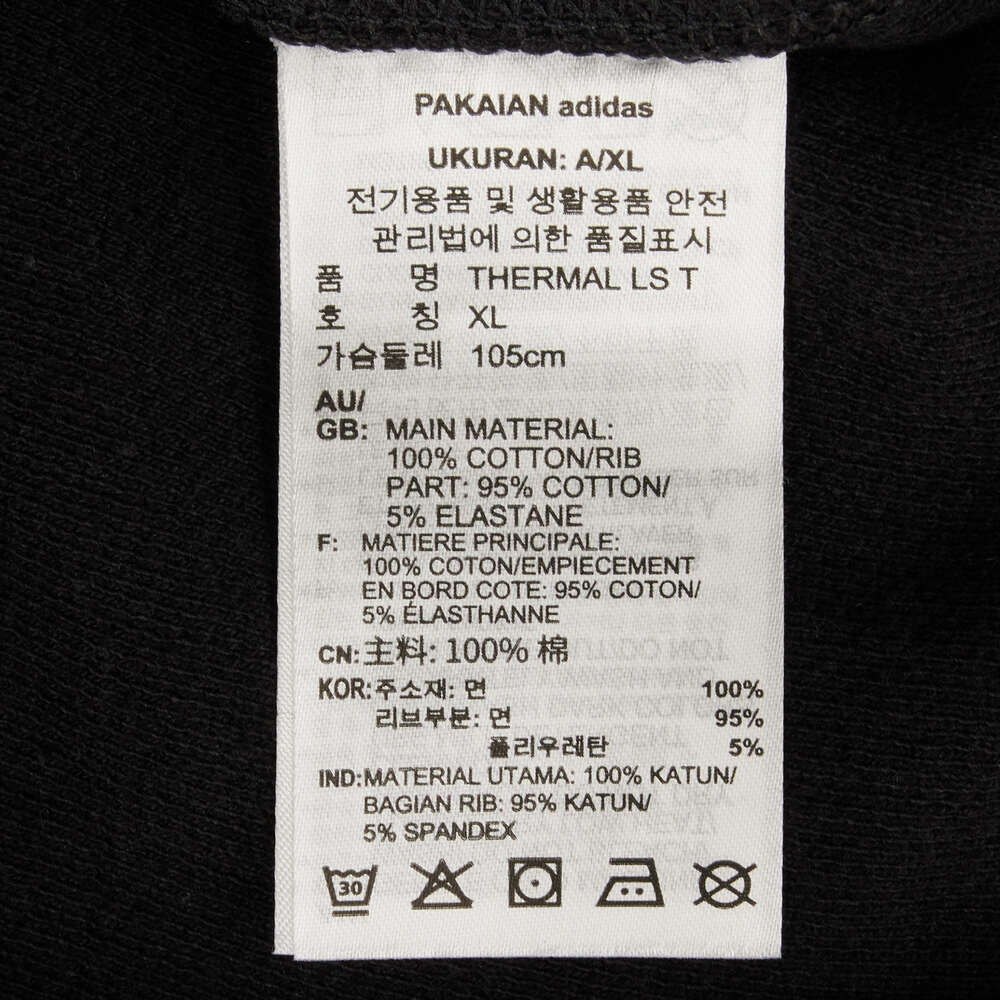 PAKAIAN adidas
UKURAN: A/XL
전기용품 및 생활용품 안전
관리법에 의한 품질표시
품 명 THERMAL LS T
호 칭 XL
가슴둘레 105cm
AU/
GB: MAIN MATERIAL:
100% COTTON/RIB
PART: 95% COTTON/
5% ELASTANE
F: MATIERE PRINCIPALE:
100% COTON/EMPIECEMENT
EN BORD COTE: 95% COTON/
5% ÉLASTHANNE
CN: 主料: 100% 棉
KOR: 주소재: 면 100%
리브부분: 면 95%
폴리우레탄 5%
IND: MATERIAL UTAMA: 100% KATUN/
BAGIAN RIB: 95% KATUN/
5% SPANDEX
30